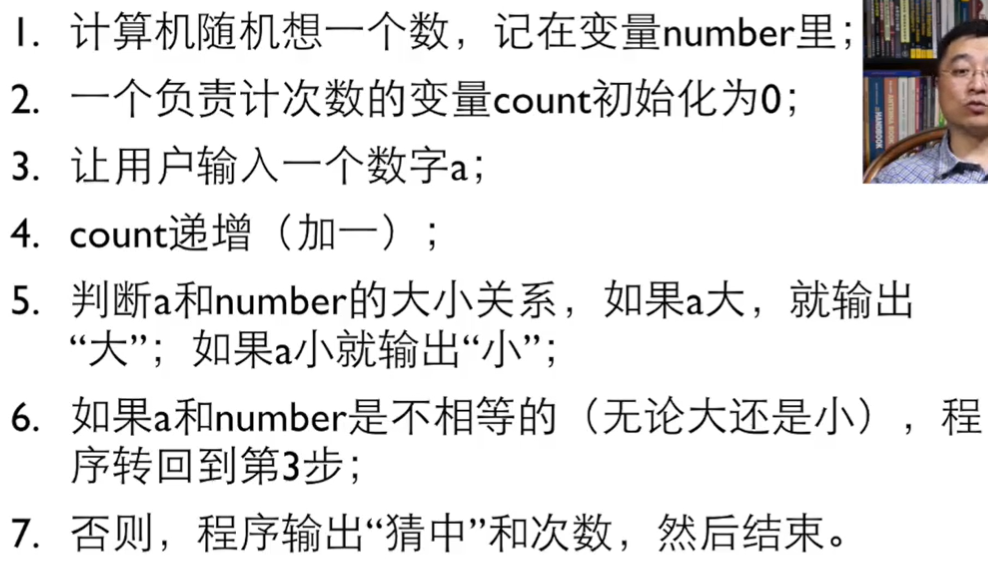 1. 计算机随机想一个数，记在变量number里；
2. 一个负责计次数的变量count初始化为0；
3. 让用户输入一个数字a；
4. count递增（加一）；
5. 判断a和number的大小关系，如果a大，就输出
“大”；如果a小就输出“小”；
6. 如果a和number是不相等的（无论大还是小），程
序转回到第3步；
7. 否则，程序输出“猜中”和次数，然后结束。